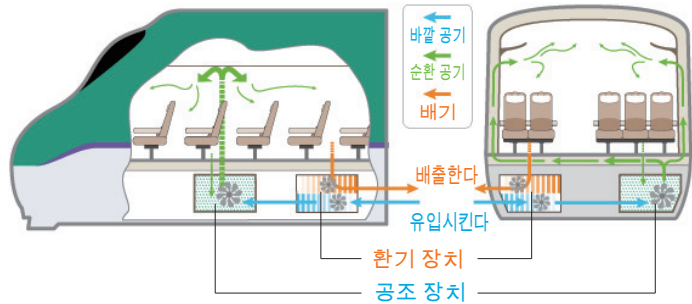 바깥 공기
순환 공기
배기
배출한다
유입시킨다
환기 장치
공조 장치